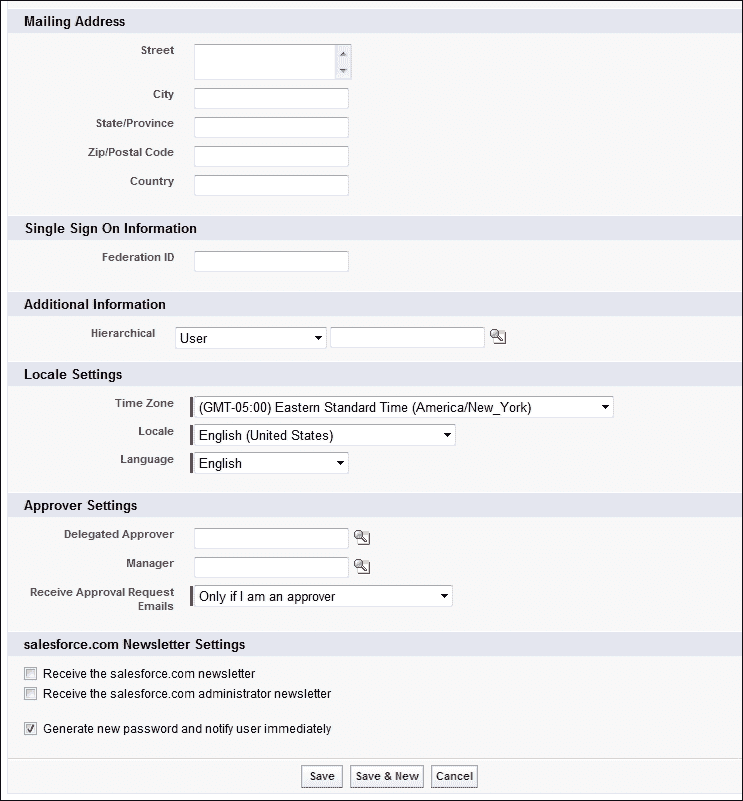 Mailing Address
Street
City
State/Province
Zip/Postal Code
Country
Single Sign On Information
Federation ID
Additional Information
Hierarchical User
Locale Settings
Time Zone (GMT-05:00) Eastern Standard Time (America/New_York)
Locale English (United States)
Language English
Approver Settings
Delegated Approver
Manager
Receive Approval Request
Emails
Only if I am an approver
salesforce.com Newsletter Settings
Receive the salesforce.com newsletter
Receive the salesforce.com administrator newsletter
Generate new password and notify user immediately
Save Save & New Cancel